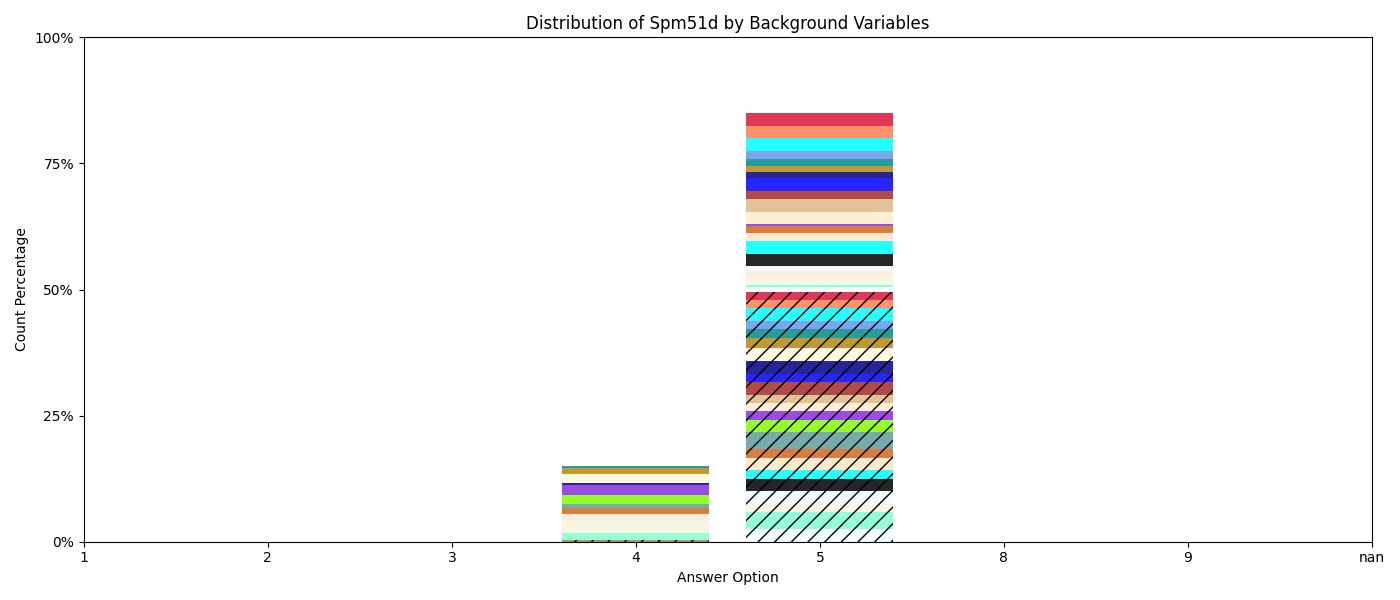 Distribution of Spm51d by Background Variables
100%
75%
50%
25%
0%
Count Percentage
1 2 3 4 5 8 9 nan
Answer Option